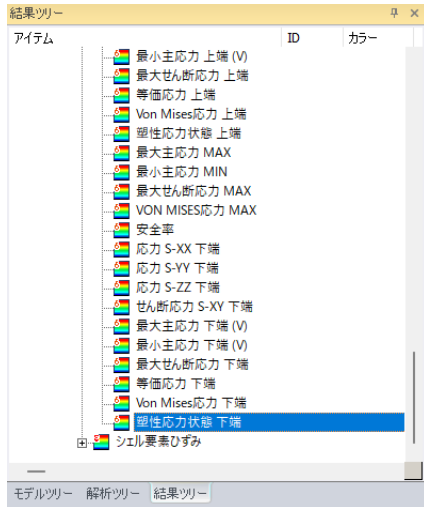 結果ツリー
アイテム ID カラー
最小主応力 上端 (V)
最大せん断応力 上端
等価応力 上端
Von Mises応力 上端
塑性応力状態 上端
最大主応力 MAX
最小主応力 MIN
最大せん断応力 MAX
VON MISES応力 MAX
安全率
応力 S-XX 下端
応力 S-YY 下端
応力 S-ZZ 下端
せん断応力 S-XY 下端
最大主応力 下端 (V)
最小主応力 下端 (V)
最大せん断応力 下端
等価応力 下端
Von Mises応力 下端
塑性応力状態 下端
シェル要素ひずみ
モデルツリー 解析ツリー 結果ツリー